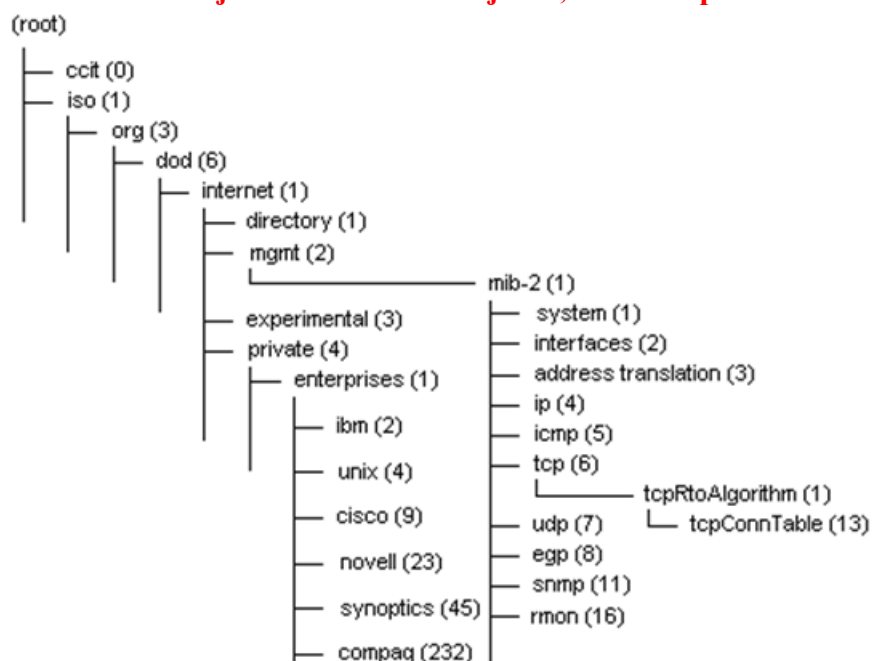 (root)
ccit (0)
iso (1)
org (3)
dod (6)
internet (1)
directory (1)
mgmt (2)
mib-2 (1)
system (1)
experimental (3)
interfaces (2)
private (4)
address translation (3)
enterprises (1)
ip (4)
ibm (2)
icmp (5)
unix (4)
tcp (6)
tcpRtoAlgorithm (1)
cisco (9)
udp (7)
tcpConnTable (13)
novell (23)
egp (8)
snmp (11)
synoptics (45)
rmon (16)
compaq (232)